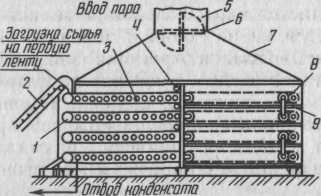 Ввод пара
Загрузка сырья
на первую
ленту
5
6
4
3
7
2
8
1
9
Отвод конденсата